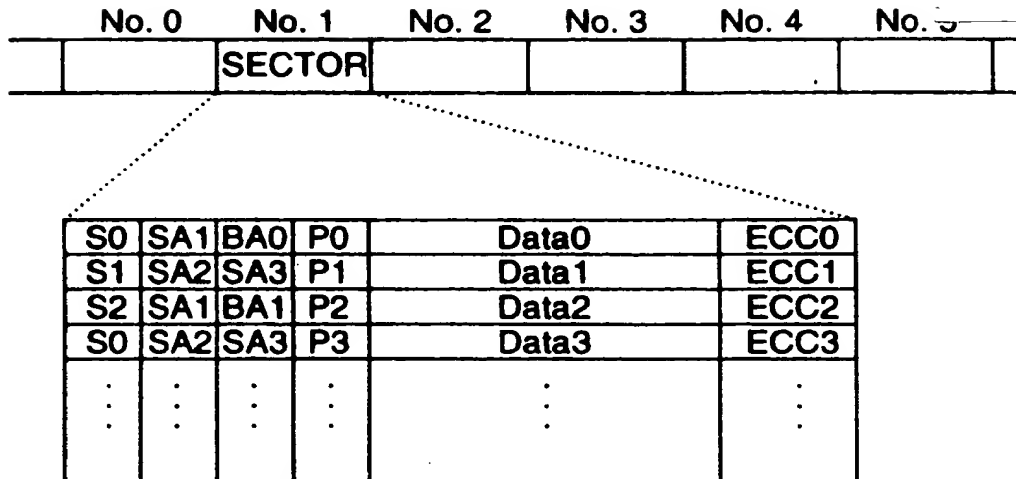 No. 0 No. 1 No. 2 No. 3 No. 4 No.
SECTOR
S0 SA1 BA0 P0 Data0 ECC0
S1 SA2 SA3 P1 Data1 ECC1
S2 SA1 BA1 P2 Data2 ECC2
S0 SA2 SA3 P3 Data3 ECC3